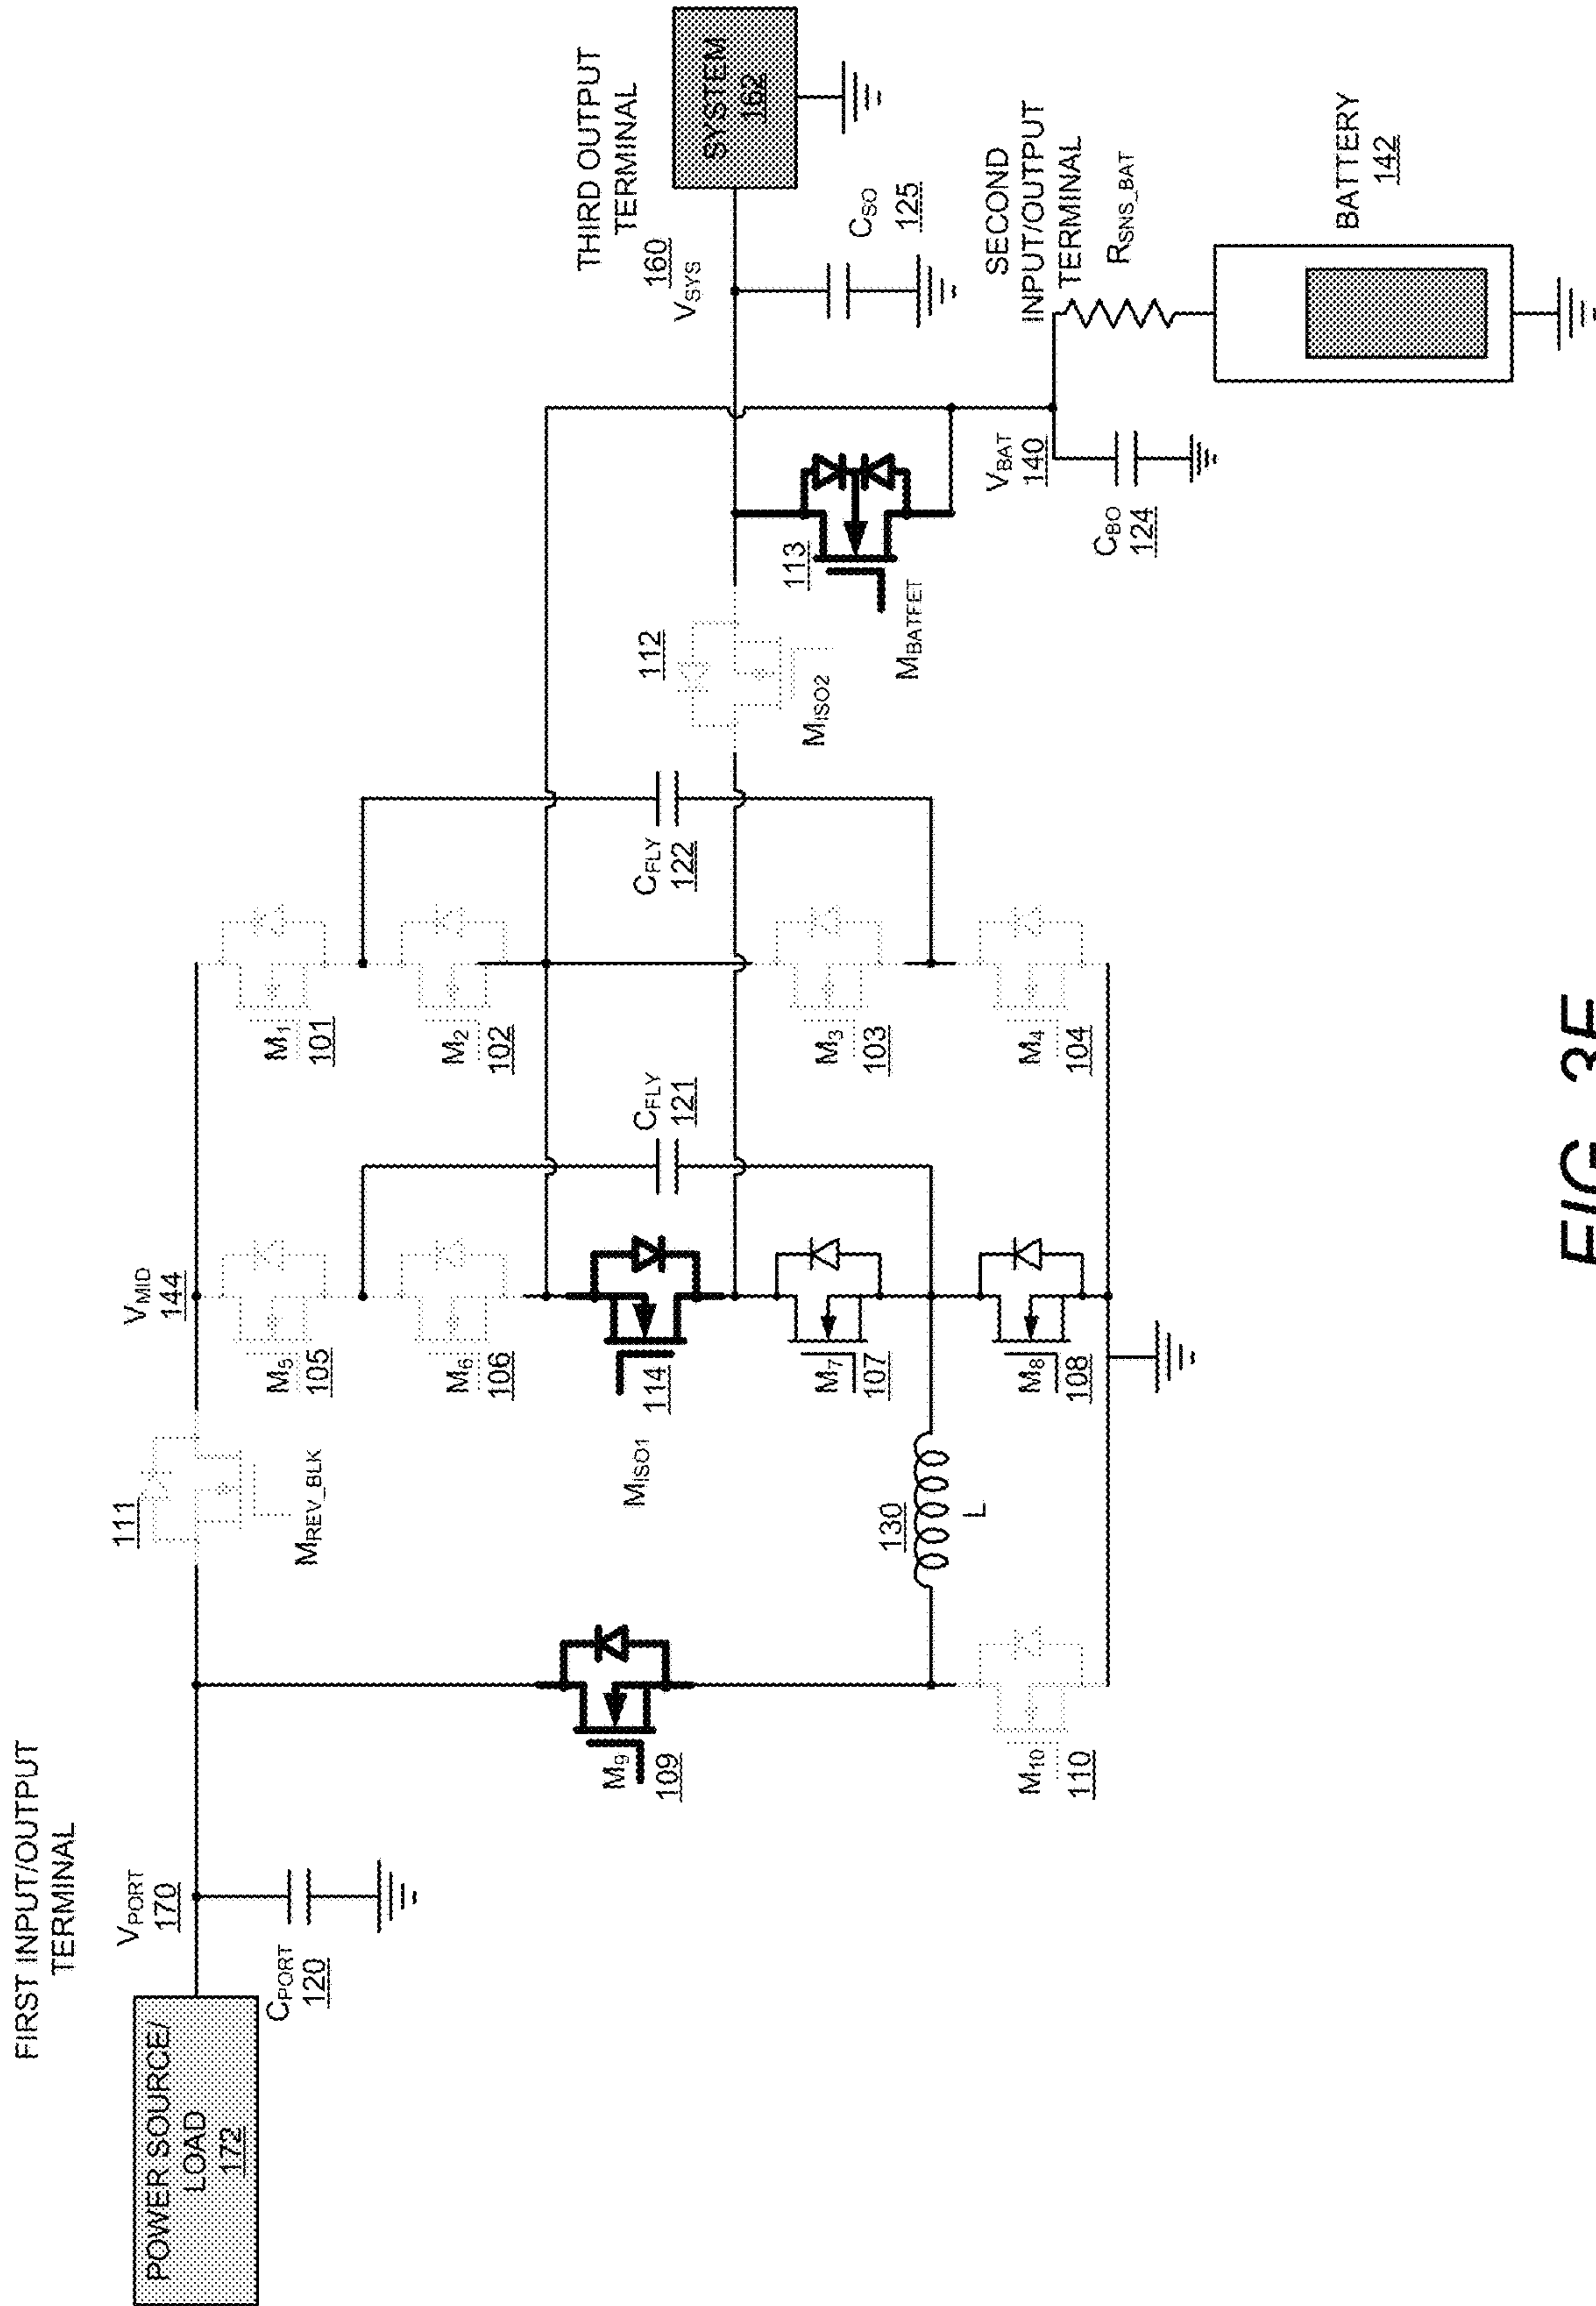 FIRST INPUT/OUTPUT
TERMINAL
POWER SOURCE/
LOAD
172
VPORT
170
CPORT
120
111
MREV_BLK
VMID
144
M9
109
M10
110
130
L
M5
105
M6
106
114
MISO1
M7
107
M8
108
CFLY
121
M1
101
M2
102
M3
103
M4
104
CFLY
122
112
MISO2
113
MBATFET
THIRD OUTPUT
TERMINAL
160
VSYS
SYSTEM
162
CSO
125
VBAT
140
CBO
124
SECOND
INPUT/OUTPUT
TERMINAL
RSNS_BAT
BATTERY
142